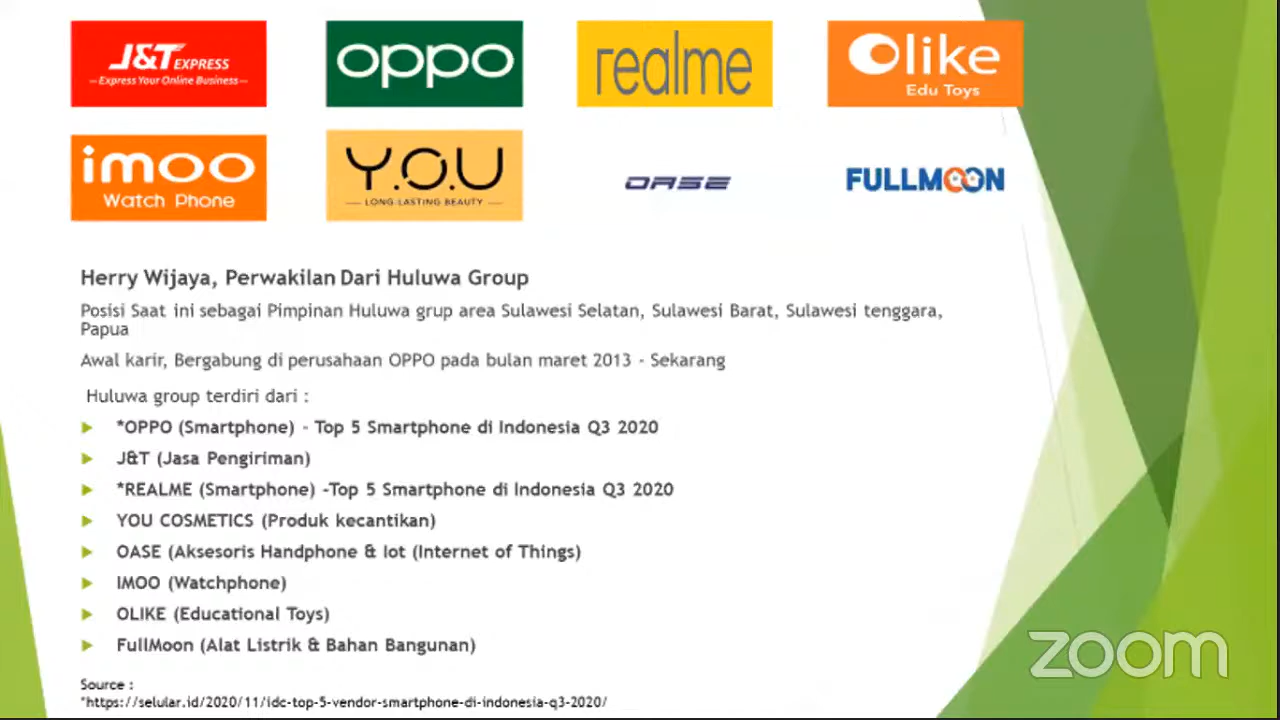 J&T EXPRESS
Express Your Online Business
oppo
realme
Olike
Edu Toys
imoo
Watch Phone
Y.O.U
LONG-LASTING BEAUTY
OASE
FULLMOON
Herry Wijaya, Perwakilan Dari Huluwa Group
Posisi Saat ini sebagai Pimpinan Huluwa grup area Sulawesi Selatan, Sulawesi Barat, Sulawesi tenggara,
Papua
Awal karir, Bergabung di perusahaan OPPO pada bulan maret 2013 - Sekarang
Huluwa group terdiri dari :
*OPPO (Smartphone) - Top 5 Smartphone di Indonesia Q3 2020
J&T (Jasa Pengiriman)
*REALME (Smartphone) -Top 5 Smartphone di Indonesia Q3 2020
YOU COSMETICS (Produk kecantikan)
OASE (Aksesoris Handphone & Iot (Internet of Things)
IMOO (Watchphone)
OLIKE (Educational Toys)
FullMoon (Alat Listrik & Bahan Bangunan)
Source :
*https://selular.id/2020/11/idc-top-5-vendor-smartphone-di-indonesia-q3-2020/
zoom